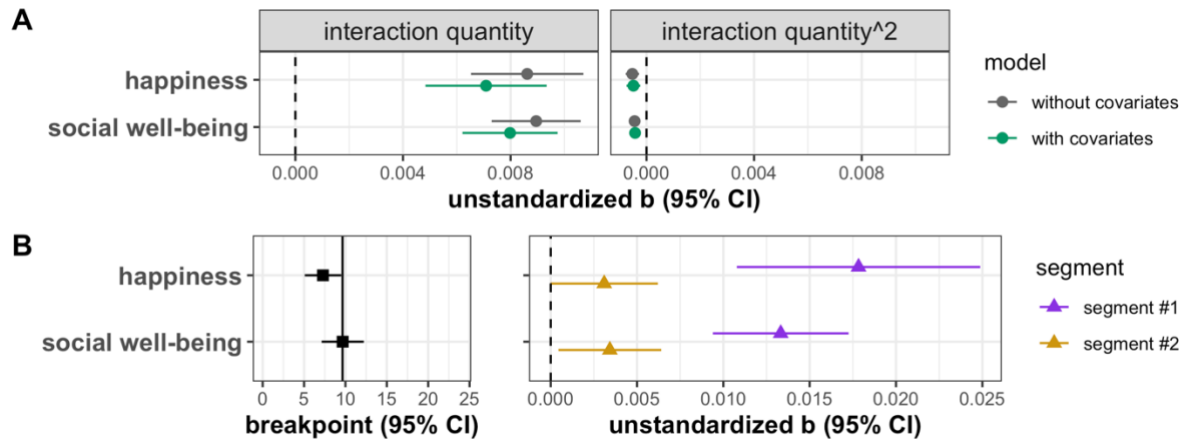 A
interaction quantity
interaction quantity^2
happiness
social well-being
0.000 0.004 0.008
0.000 0.004 0.008
unstandardized b (95% CI)
model
without covariates
with covariates
B
happiness
social well-being
0 5 10 15 20 25
breakpoint (95% CI)
0.000 0.005 0.010 0.015 0.020 0.025
unstandardized b (95% CI)
segment
segment #1
segment #2